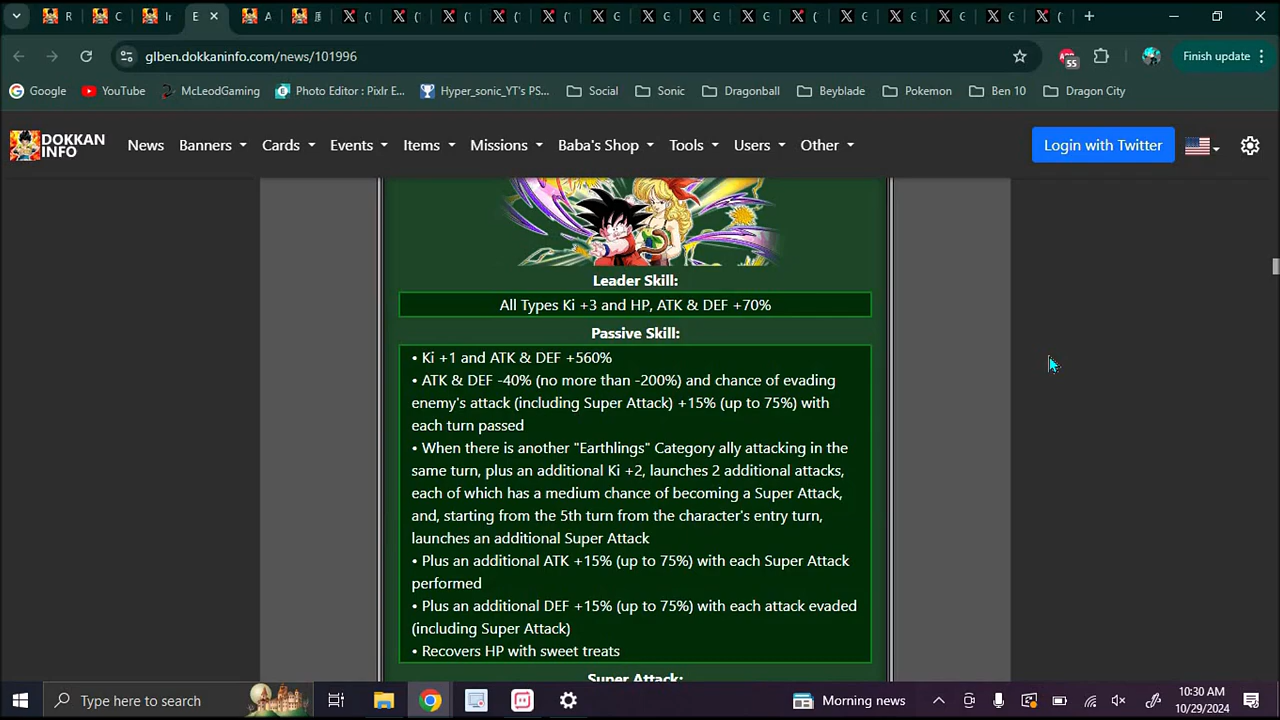 R
C
Ir
E
A
J
(1
(1
(1
(1
(1
G
G
G
G
(
G
G
G
G
(
glben.dokkaninfo.com/news/101996
55
Finish update
Google
YouTube
McLeodGaming
Photo Editor : Pixlr E...
Hyper_sonic_YT's PS...
Social
Sonic
Dragonball
Beyblade
Pokemon
Ben 10
Dragon City
DOKKAN
INFO
News
Banners
Cards
Events
Items
Missions
Baba's Shop
Tools
Users
Other
Login with Twitter
Leader Skill:
All Types Ki +3 and HP, ATK & DEF +70%
Passive Skill:
• Ki +1 and ATK & DEF +560%
• ATK & DEF -40% (no more than -200%) and chance of evading
enemy's attack (including Super Attack) +15% (up to 75%) with
each turn passed
• When there is another "Earthlings" Category ally attacking in the
same turn, plus an additional Ki +2, launches 2 additional attacks,
each of which has a medium chance of becoming a Super Attack,
and, starting from the 5th turn from the character's entry turn,
launches an additional Super Attack
• Plus an additional ATK +15% (up to 75%) with each Super Attack
performed
• Plus an additional DEF +15% (up to 75%) with each attack evaded
(including Super Attack)
• Recovers HP with sweet treats
Super Attack:
Type here to search
Morning news
10:30 AM
10/29/2024